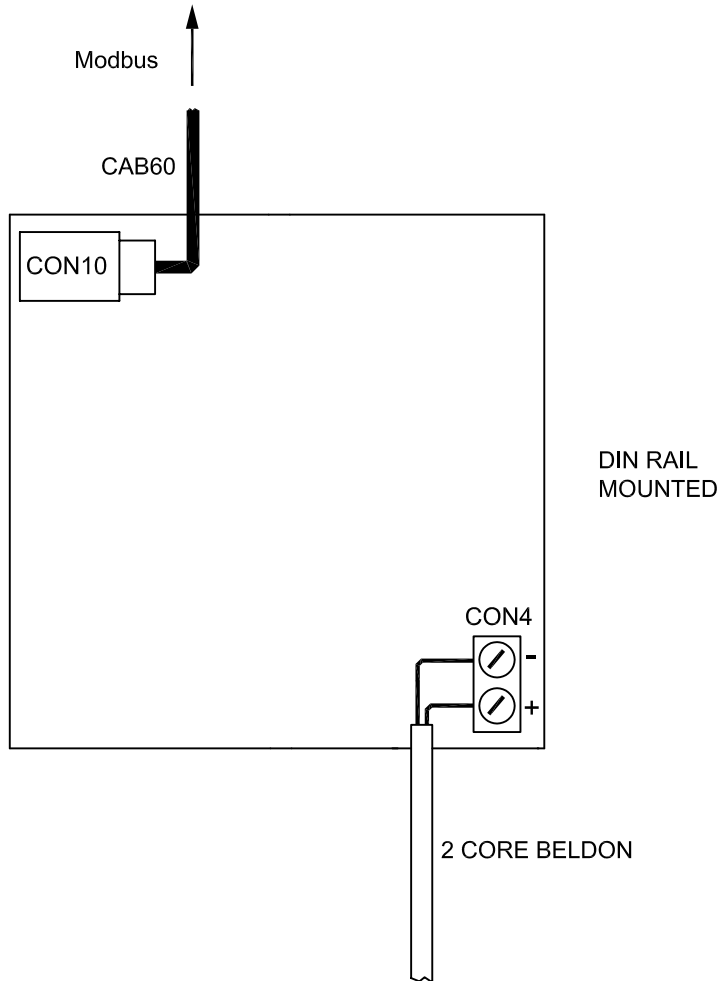 Modbus
CAB60
CON10
DIN RAIL
MOUNTED
CON4
-
+
2 CORE BELDON